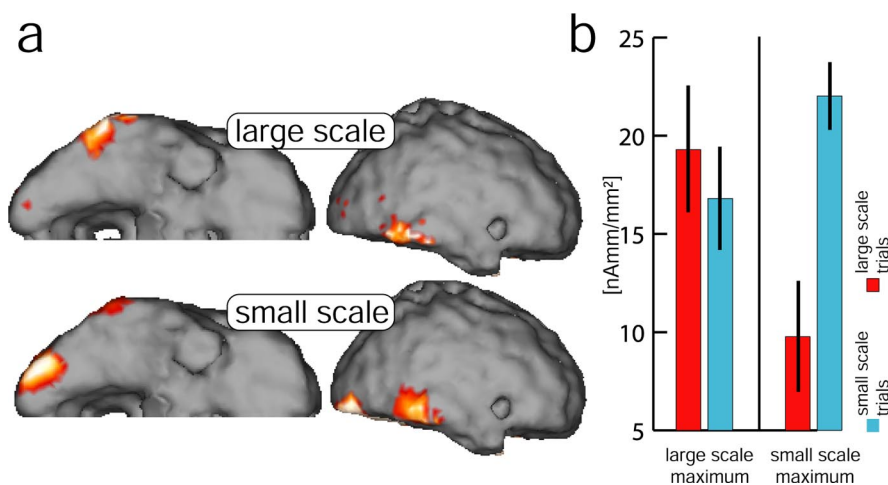 a
large scale
small scale
b
25
20
15
10
5
[nAmm/mm²]
large scale
maximum
small scale
maximum
large scale
trials
small scale
trials